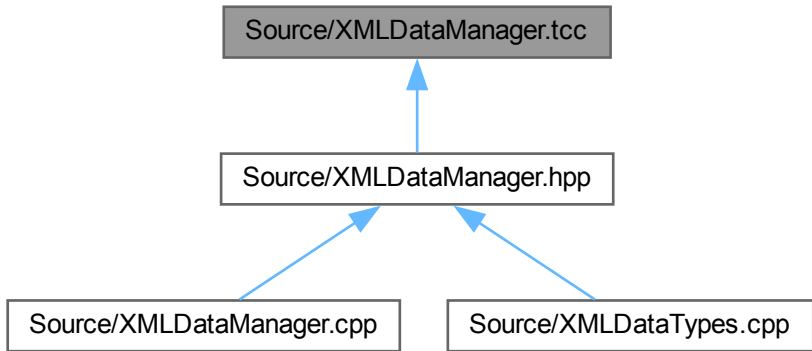 Source/XMLDataManager.tcc
Source/XMLDataManager.hpp
Source/XMLDataManager.cpp
Source/XMLDataTypes.cpp